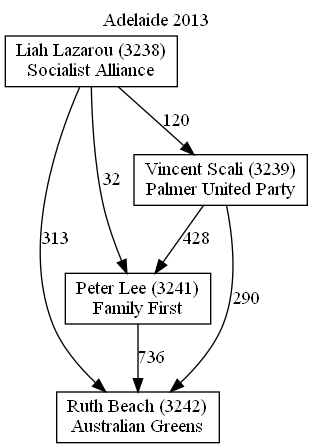 Adelaide 2013
Liah Lazarou (3238)
Socialist Alliance
120
Vincent Scali (3239)
Palmer United Party
32
313
428
290
Peter Lee (3241)
Family First
736
Ruth Beach (3242)
Australian Greens